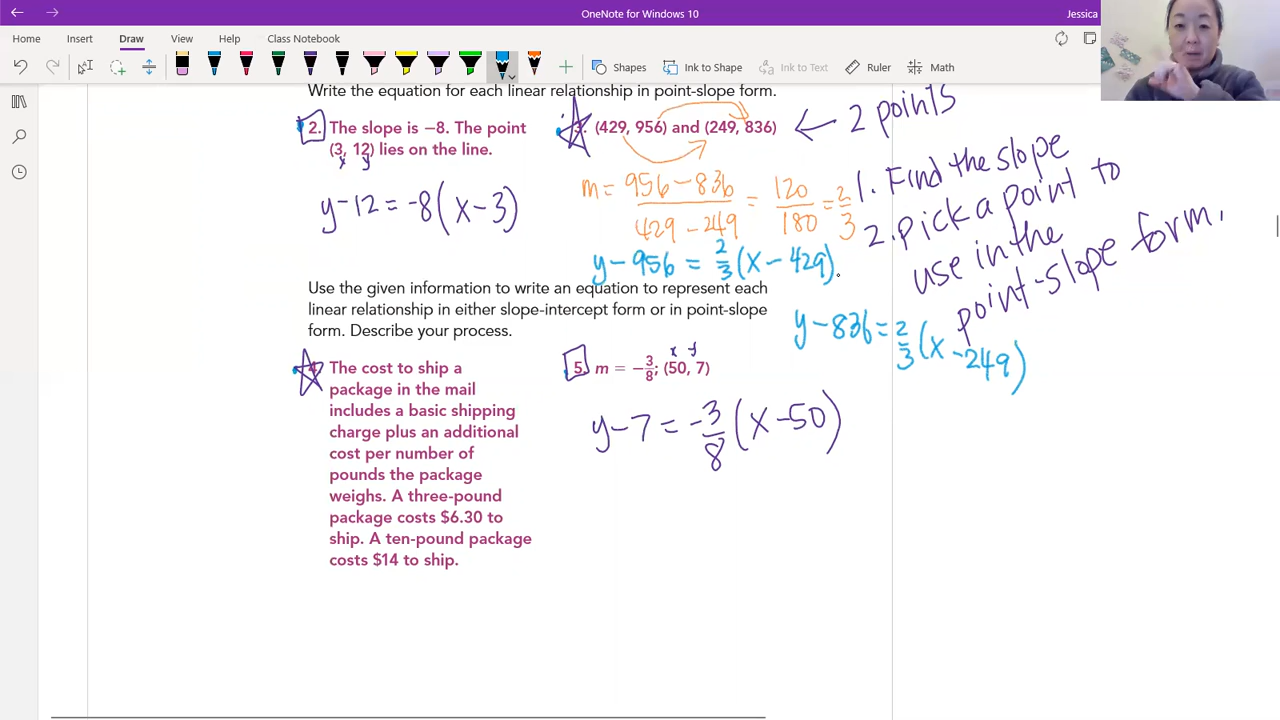 OneNote for Windows 10
Jessica
Home Insert Draw View Help Class Notebook
Shapes Ink to Shape Ink to Text Ruler Math
Write the equation for each linear relationship in point-slope form.
2. The slope is −8. The point
(3, 12) lies on the line.
x y
y-12 = -8(x-3)
3. (429, 956) and (249, 836)
← 2 points
m = 956-836 / 429-249 = 120/180 = 2/3
y-956 = 2/3(x-429)
1. Find the slope
2. Pick a point to
use in the
point-slope form.
y-836 = 2/3(x-249)
Use the given information to write an equation to represent each
linear relationship in either slope-intercept form or in point-slope
form. Describe your process.
4. The cost to ship a
package in the mail
includes a basic shipping
charge plus an additional
cost per number of
pounds the package
weighs. A three-pound
package costs $6.30 to
ship. A ten-pound package
costs $14 to ship.
x y
5. m = −3/8; (50, 7)
y-7 = -3/8(x-50)